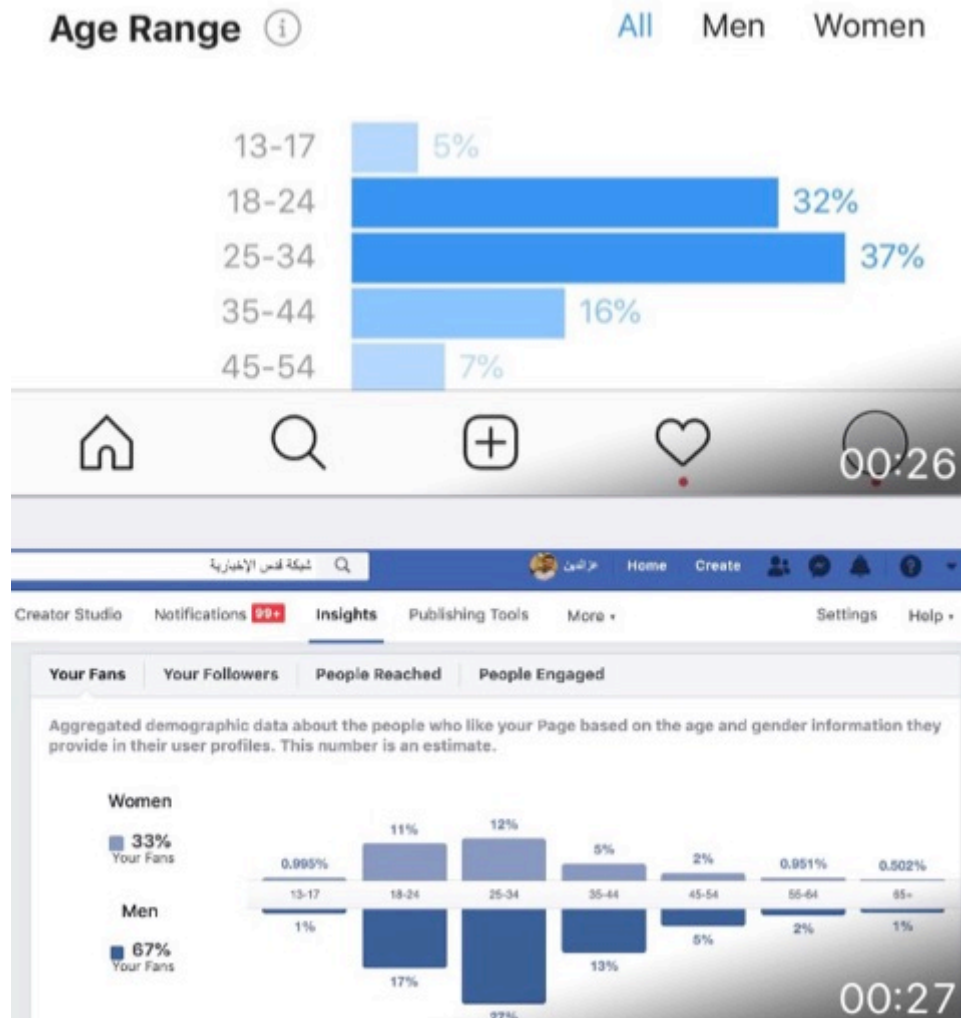 Age Range
All Men Women
13-17 5%
18-24 32%
25-34 37%
35-44 16%
45-54 7%
00:26
شبكة قدس الإخبارية
عزالدين Home Create
Creator Studio Notifications 99+ Insights Publishing Tools More Settings Help
Your Fans Your Followers People Reached People Engaged
Aggregated demographic data about the people who like your Page based on the age and gender information they
provide in their user profiles. This number is an estimate.
Women
33%
Your Fans
0.995% 11% 12% 5% 2% 0.951% 0.502%
13-17 18-24 25-34 35-44 45-54 55-64 65+
Men
67%
Your Fans
1% 17% 27% 13% 5% 2% 1%
00:27